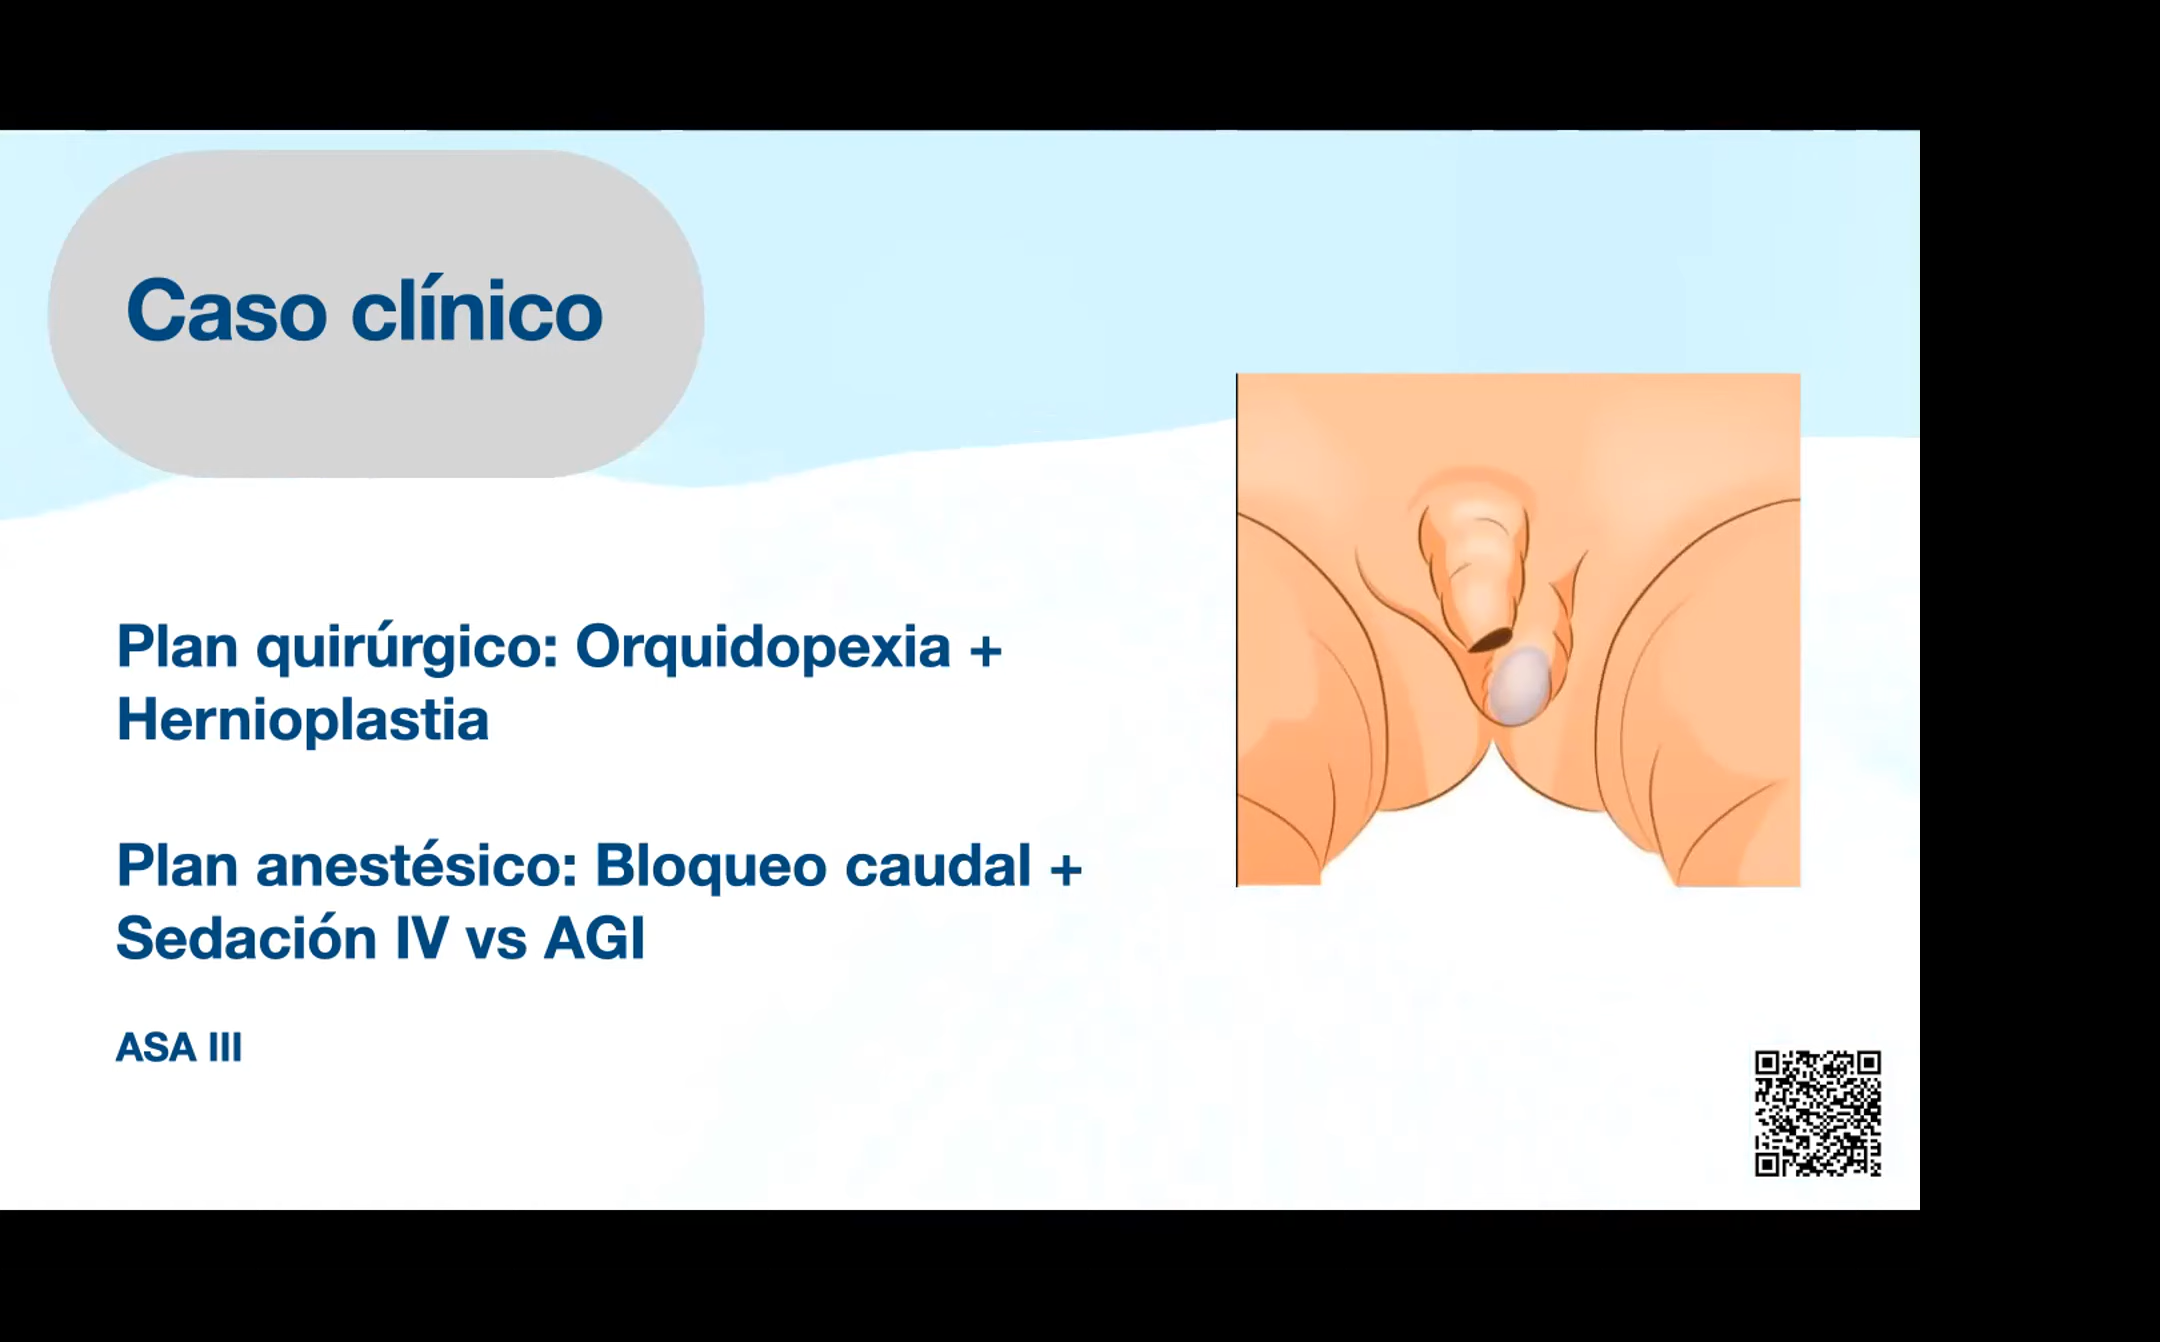 Caso clínico
Plan quirúrgico: Orquidopexia +
Hernioplastia
Plan anestésico: Bloqueo caudal +
Sedación IV vs AGI
ASA III